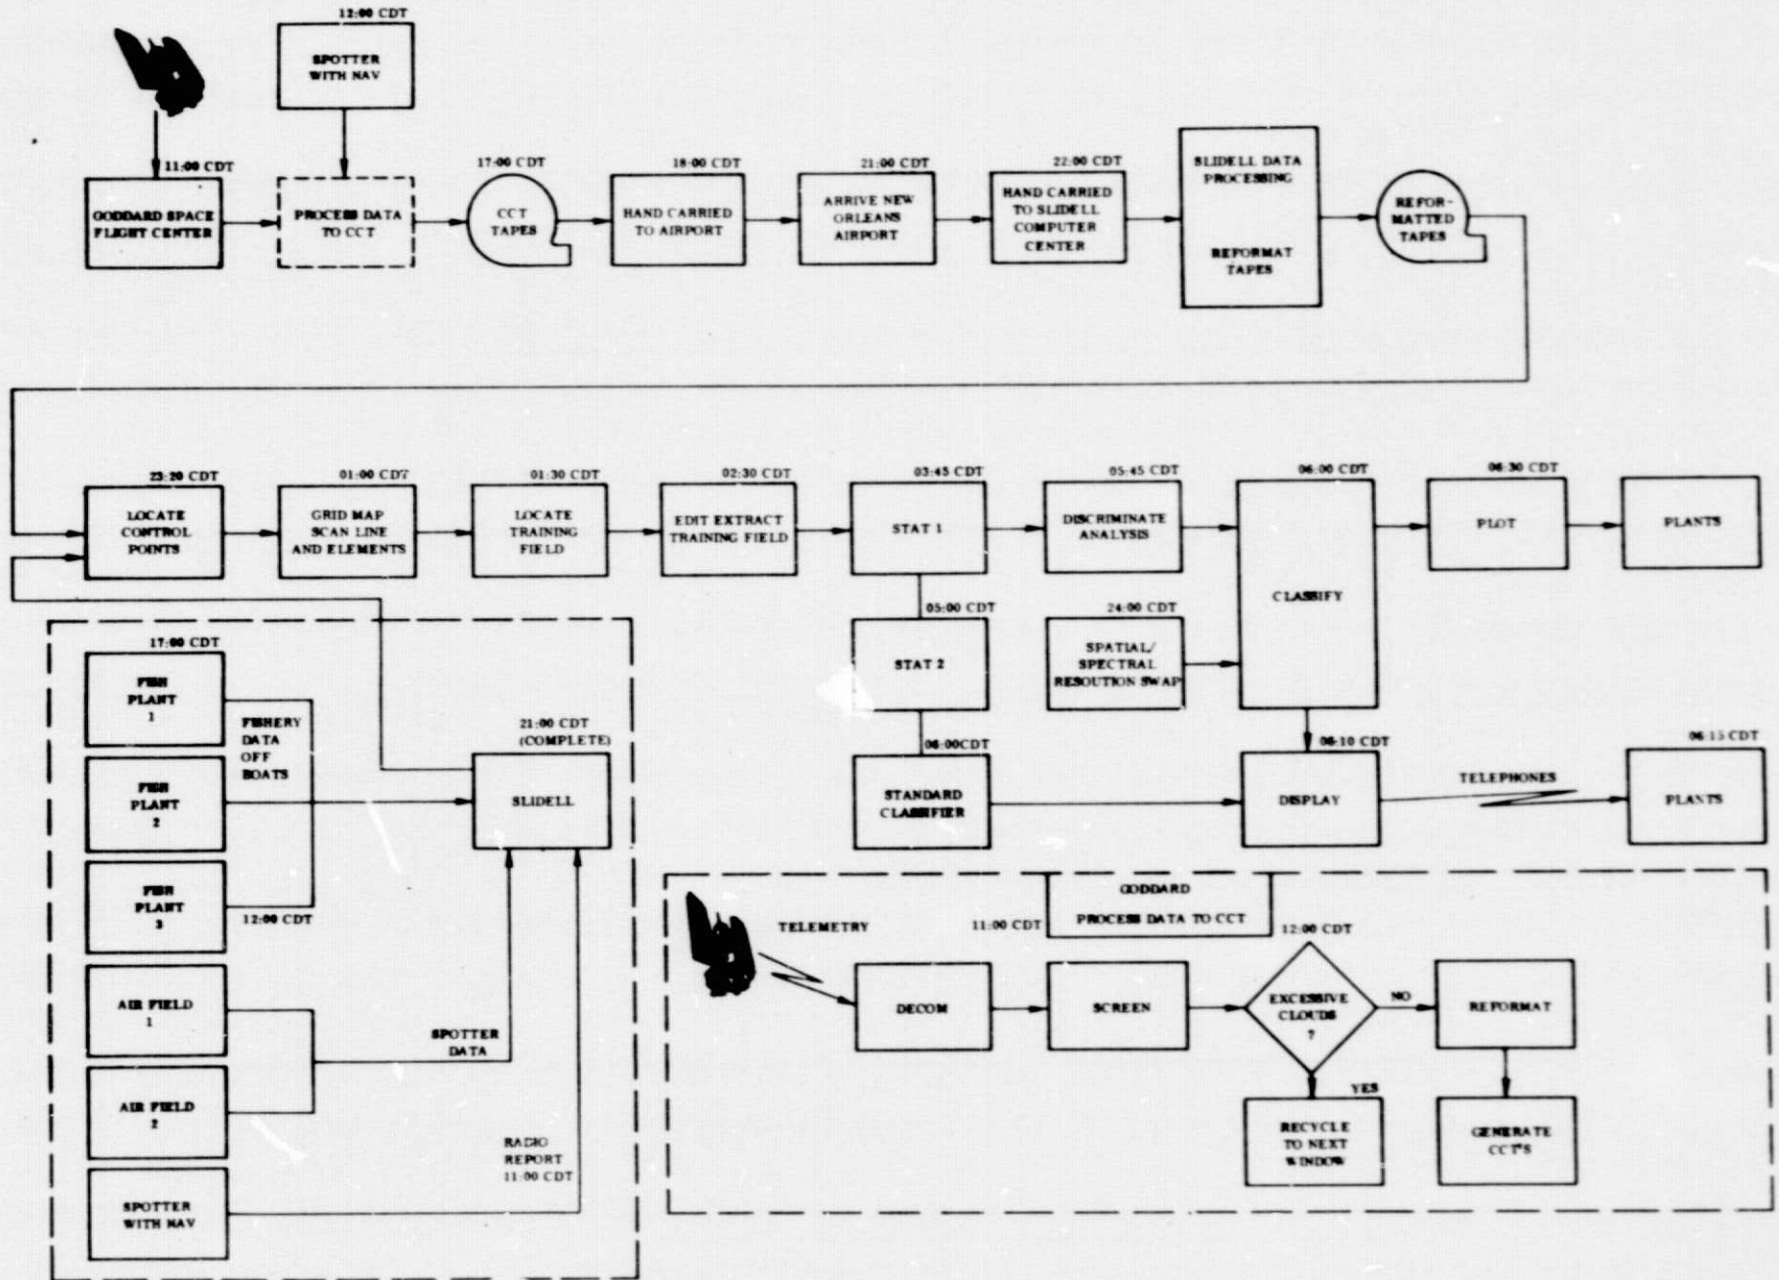 12:00 CDT
SPOTTER
WITH NAV
11:00 CDT
GODDARD SPACE
FLIGHT CENTER
PROCESS DATA
TO CCT
17:00 CDT
CCT
TAPES
18:00 CDT
HAND CARRIED
TO AIRPORT
21:00 CDT
ARRIVE NEW
ORLEANS
AIRPORT
22:00 CDT
HAND CARRIED
TO SLIDELL
COMPUTER
CENTER
SLIDELL DATA
PROCESSING
REFORMAT
TAPES
REFOR-
MATTED
TAPES
23:20 CDT
LOCATE
CONTROL
POINTS
01:00 CDT
GRID MAP
SCAN LINE
AND ELEMENTS
01:30 CDT
LOCATE
TRAINING
FIELD
02:30 CDT
EDIT EXTRACT
TRAINING FIELD
03:45 CDT
STAT 1
05:45 CDT
DISCRIMINATE
ANALYSIS
06:00 CDT
CLASSIFY
06:30 CDT
PLOT
PLANTS
05:00 CDT
STAT 2
24:00 CDT
SPATIAL/
SPECTRAL
RESOUTION SWAP
06:00CDT
STANDARD
CLASSIFIER
06:10 CDT
DISPLAY
TELEPHONES
06:15 CDT
PLANTS
17:00 CDT
FISH
PLANT
1
FISHERY
DATA
OFF
BOATS
FISH
PLANT
2
FISH
PLANT
3
12:00 CDT
21:00 CDT
(COMPLETE)
SLIDELL
AIR FIELD
1
AIR FIELD
2
SPOTTER
DATA
SPOTTER
WITH NAV
RADIO
REPORT
11:00 CDT
GODDARD
PROCESS DATA TO CCT
TELEMETRY
11:00 CDT
DECOM
SCREEN
12:00 CDT
EXCESSIVE
CLOUDS
?
NO
REFORMAT
YES
RECYCLE
TO NEXT
WINDOW
GENERATE
CCT'S